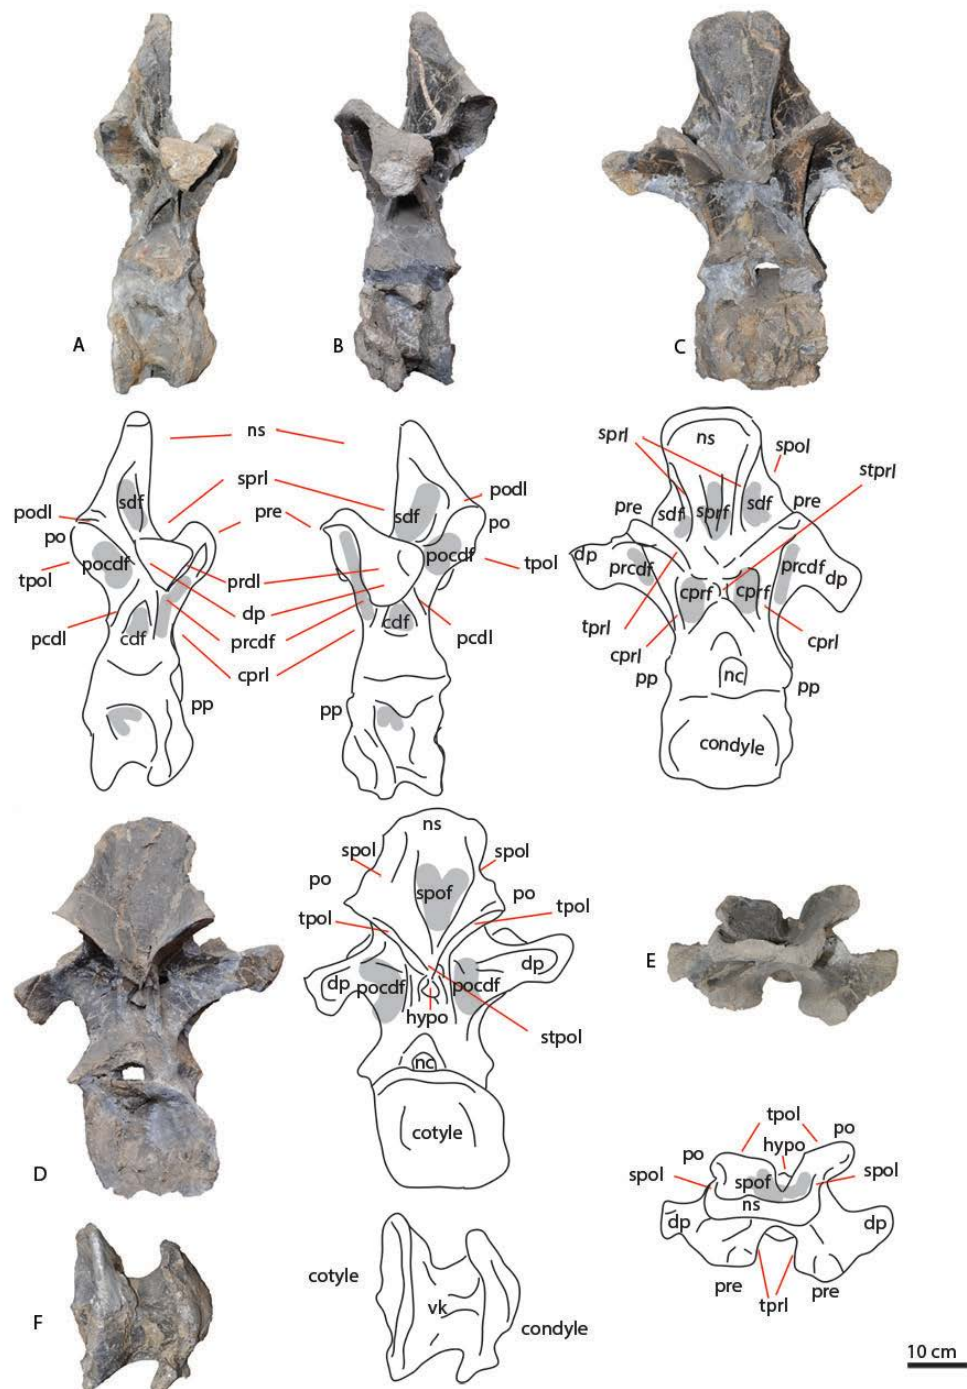 A
B
C
ns
sprl
podl
po
pre
tpol
sdf
pocdf
prdl
dp
cdf
pcdl
prcdf
cprl
pp
sdf
podl
po
pocdf
tpol
cdf
pcdl
pp
sprl
ns
spol
stprl
pre
sdf
sprf
sdf
pre
dp
prcdf
cprf
cprf
prcdf
dp
tprl
cprl
cprl
pp
nc
pp
condyle
D
ns
spol
spol
po
spof
po
tpol
tpol
dp
pocdf
pocdf
dp
hypo
stpol
nc
cotyle
E
tpol
po
hypo
po
spol
spof
spol
ns
dp
dp
pre
pre
tprl
F
cotyle
vk
condyle
10 cm